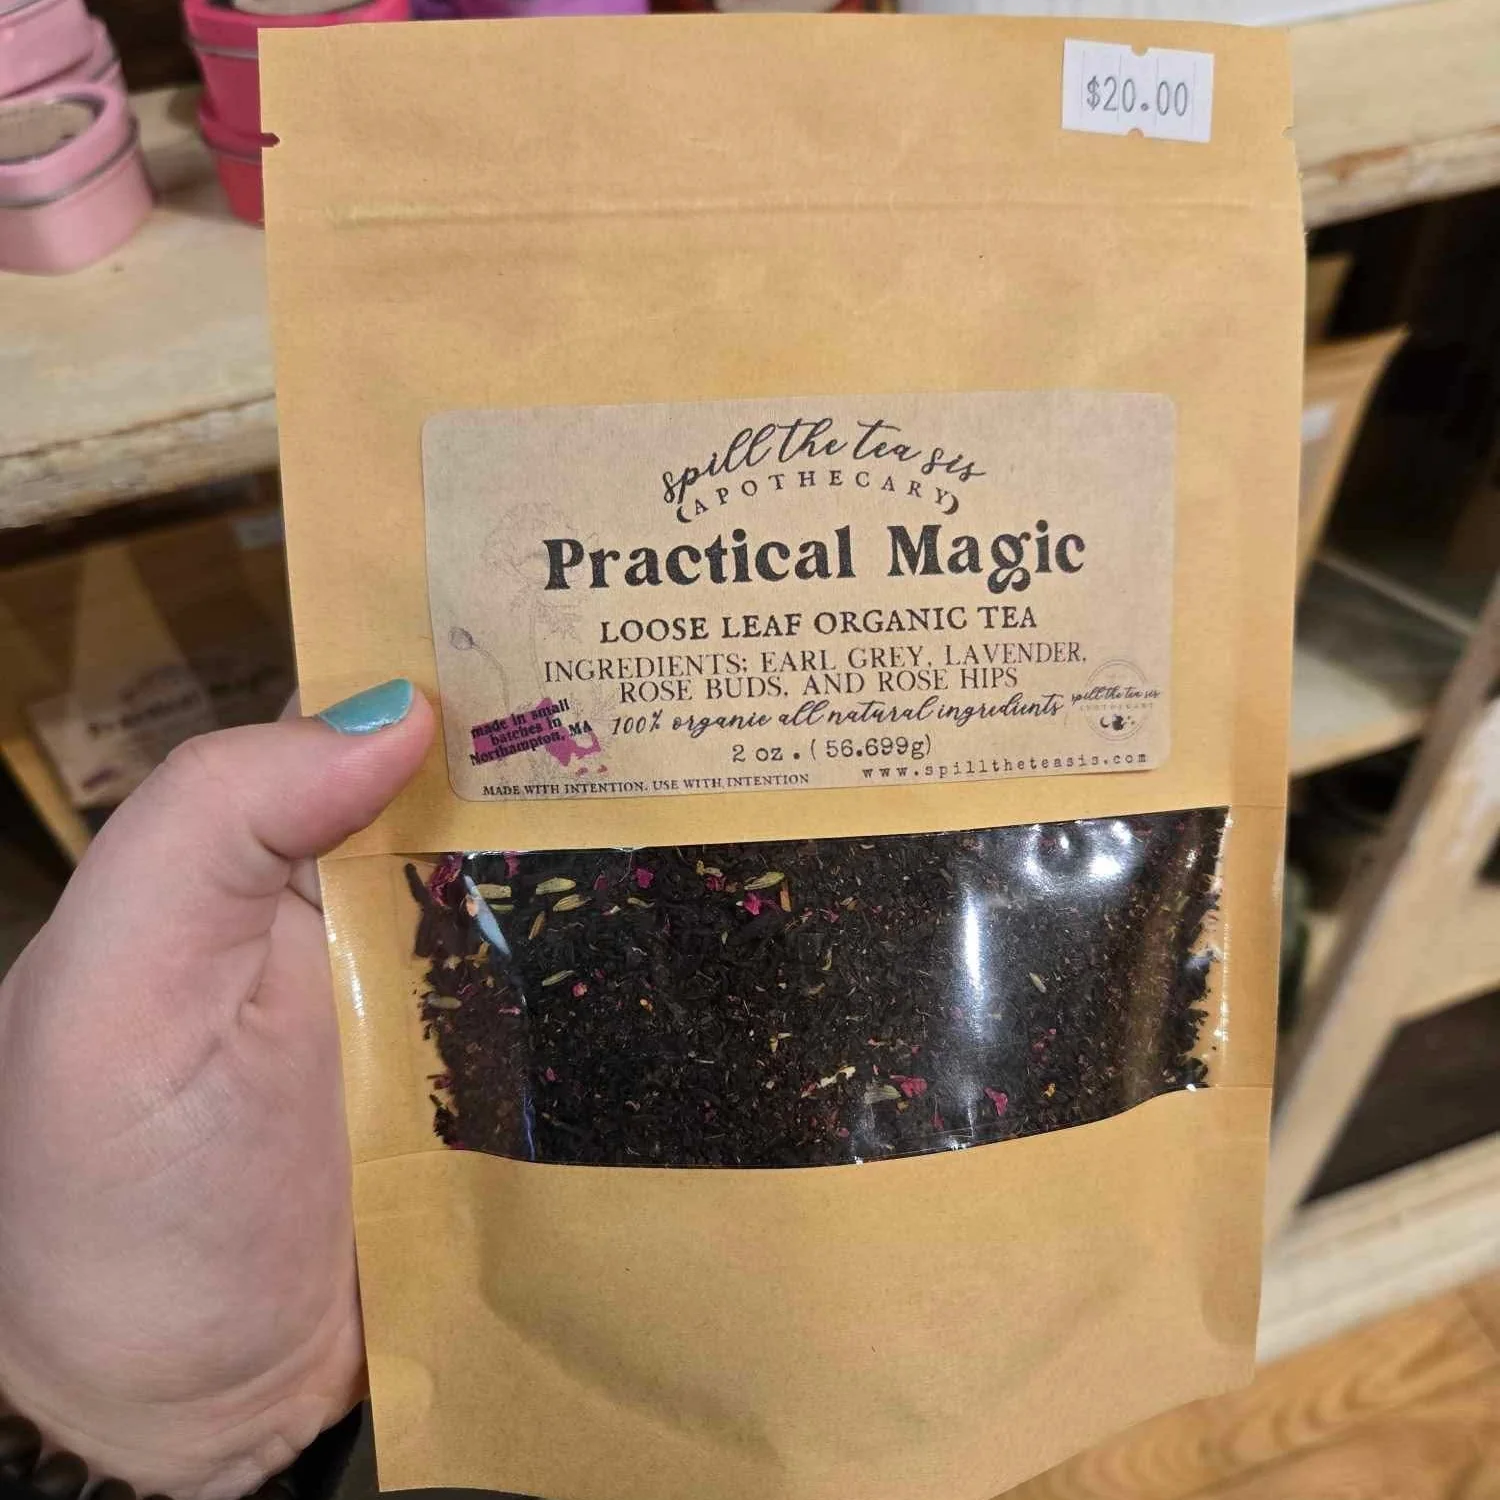 $20.00
spill the tea sis
APOTHECARY
Practical Magic
LOOSE LEAF ORGANIC TEA
INGREDIENTS: EARL GREY, LAVENDER,
ROSE BUDS, AND ROSE HIPS
100% organic all natural ingredients
spill the tea sis
APOTHECARY
made in small
batches in
Northampton, MA
2 oz. (56.699g)
www.spilltheteasis.com
MADE WITH INTENTION. USE WITH INTENTION